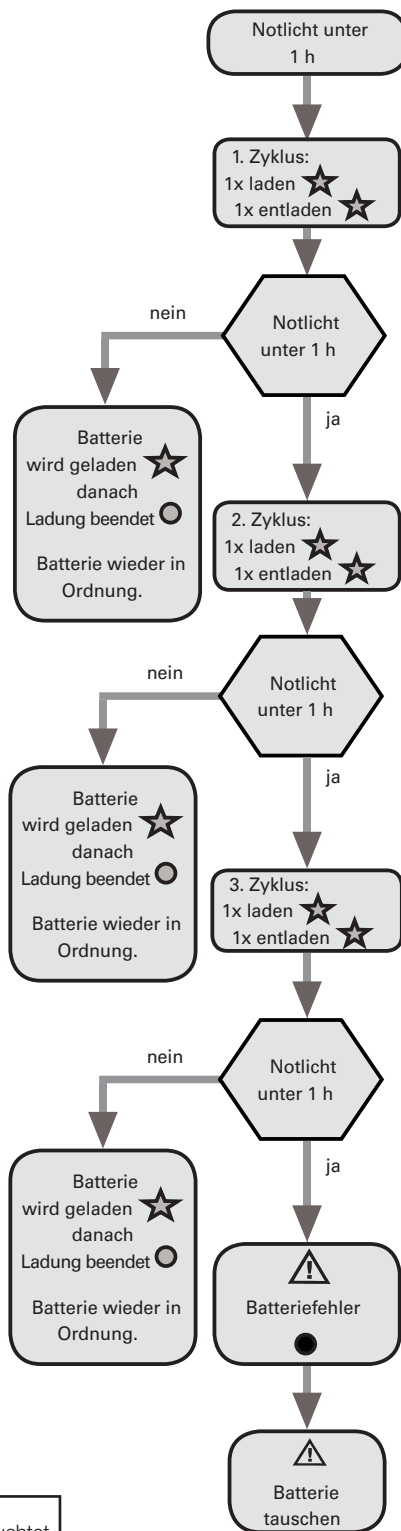 Notlicht unter
1 h
1. Zyklus:
1x laden
1x entladen
Notlicht
unter 1 h
nein
ja
Batterie
wird geladen
danach
Ladung beendet
Batterie wieder in
Ordnung.
2. Zyklus:
1x laden
1x entladen
Notlicht
unter 1 h
nein
ja
Batterie
wird geladen
danach
Ladung beendet
Batterie wieder in
Ordnung.
3. Zyklus:
1x laden
1x entladen
Notlicht
unter 1 h
nein
ja
Batterie
wird geladen
danach
Ladung beendet
Batterie wieder in
Ordnung.
Batteriefehler
Batterie
tauschen